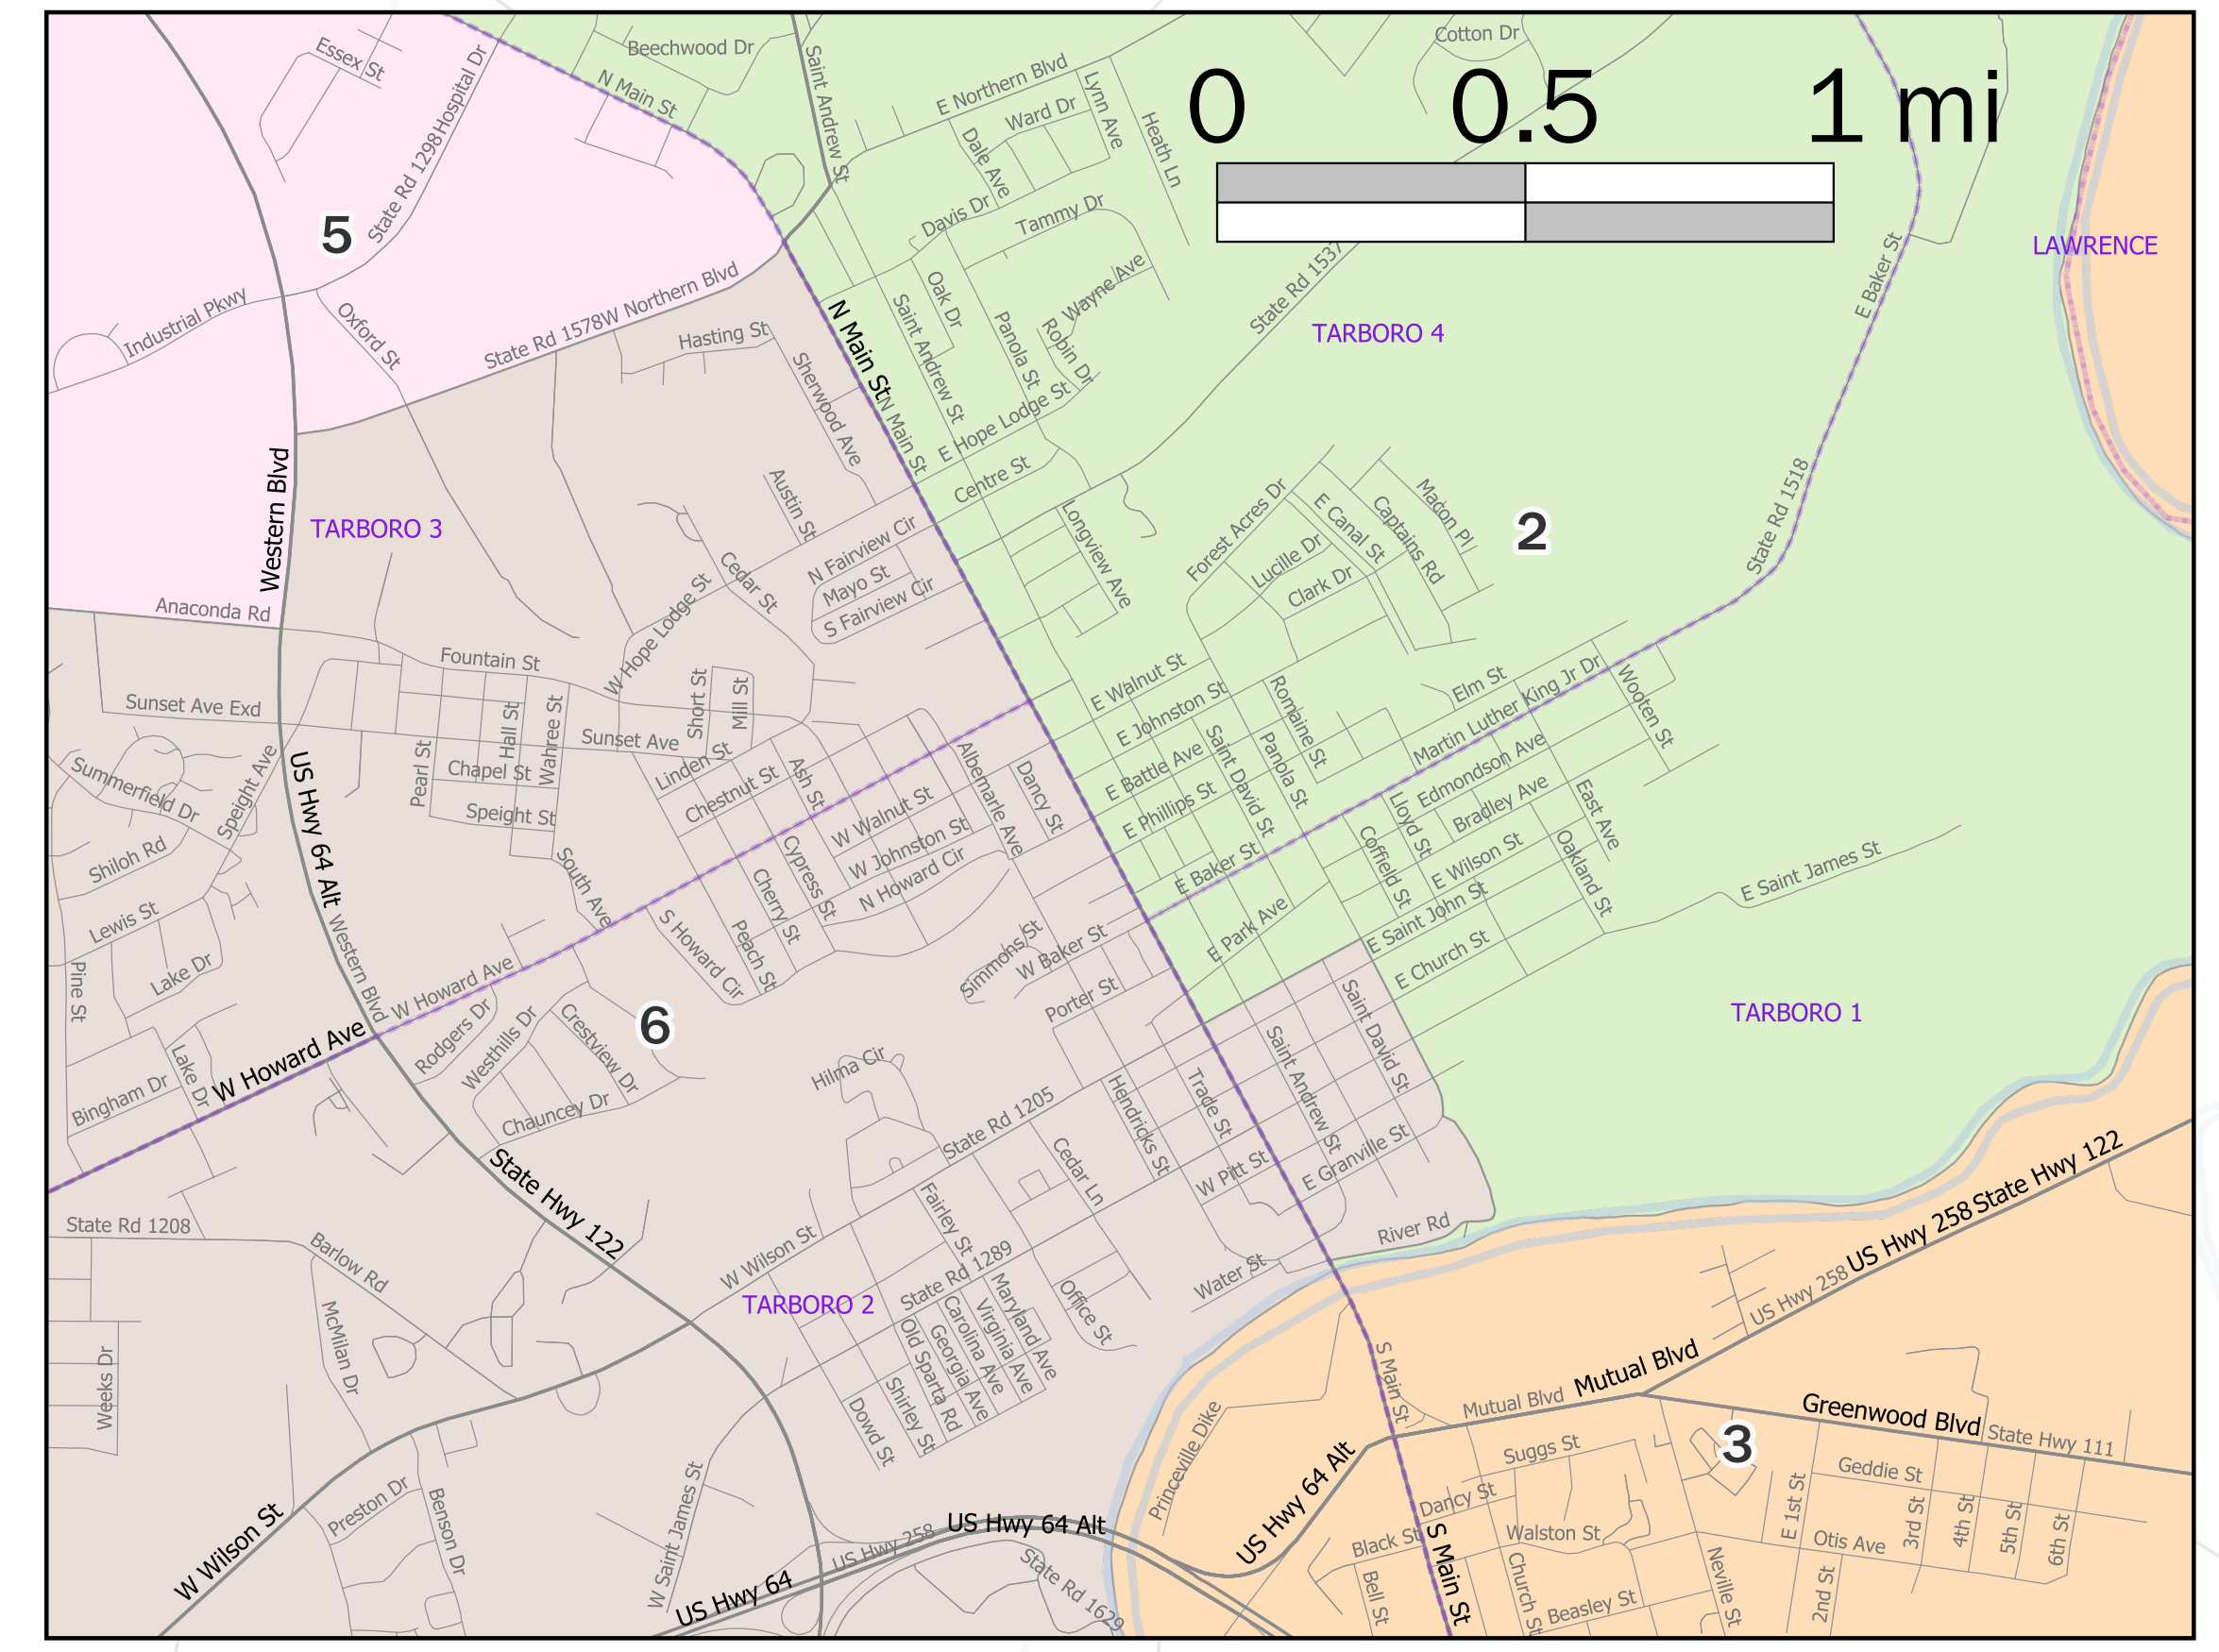 Essex St
State Rd 1298
Hospital Dr
Beechwood Dr
N Main St
Saint Andrew St
E Northern Blvd
Ward Dr
Lynn Ave
Dale Ave
Heath Ln
Cotton Dr
0 0.5 1 mi
5
Davis Dr
Tammy Dr
LAWRENCE
E Baker St
Industrial Pkwy
Oxford St
State Rd 1578
W Northern Blvd
Hasting St
N Main St
Oak Dr
Saint Andrew St
Wayne Ave
Panola St
Robin Dr
State Rd 1537
TARBORO 4
Sherwood Ave
N Main St
E Hope Lodge St
Centre St
Western Blvd
TARBORO 3
Austin St
N Fairview Cir
Mayo St
S Fairview Cir
Cedar St
W Hope Lodge St
Longview Ave
Forest Acres Dr
Lucille Dr
Clark Dr
E Canal St
Captains Rd
Macon Pl
2
State Rd 1518
Anaconda Rd
Fountain St
Sunset Ave Exd
Short St
Mill St
Hall St
Wahree St
Sunset Ave
Pearl St
Chapel St
Speight St
Linden St
Chestnut St
Ash St
Albemarle Ave
Dancy St
E Walnut St
E Johnston St
E Battle Ave
E Phillips St
Saint David St
Panola St
Romaine St
Elm St
Martin Luther King Jr Dr
Wooten St
Edmondson Ave
Bradley Ave
East Ave
Summerfield Dr
Speight Ave
US Hwy 64 Alt
Shiloh Rd
Lewis St
Lake Dr
Pine St
Western Blvd
South Ave
W Walnut St
W Johnston St
N Howard Cir
Cypress St
Cherry St
Peach St
S Howard Cir
E Baker St
Lloyd St
Coffield St
E Wilson St
Oakland St
E Saint John St
E Church St
E Park Ave
E Saint James St
Simmons St
W Baker St
Porter St
W Howard Ave
W Howard Ave
Rodgers Dr
Westhills Dr
Crestview Dr
Chauncey Dr
6
Bingham Dr
Lake Dr
Hilma Cir
State Rd 1205
Hendricks St
Trade St
Saint Andrew St
Saint David St
TARBORO 1
State Hwy 122
Cedar Ln
W Pitt St
E Granville St
River Rd
Water St
State Rd 1208
Barlow Rd
McMilan Dr
Weeks Dr
W Wilson St
Fairley St
State Rd 1289
TARBORO 2
Maryland Ave
Virginia Ave
Carolina Ave
Georgia Ave
Old Sparta Rd
Shirley St
Dowd St
Office St
US Hwy 258
State Hwy 122
US Hwy 258
S Main St
Mutual Blvd
Mutual Blvd
Greenwood Blvd
State Hwy 111
3
Princeville Dike
US Hwy 64 Alt
Suggs St
Dancy St
Black St
Walston St
Geddie St
E 1st St
3rd St
4th St
5th St
6th St
Otis Ave
2nd St
Neville St
Beasley St
Church St
Bell St
S Main St
Preston Dr
Benson Dr
W Wilson St
W Saint James St
US Hwy 258
US Hwy 64 Alt
US Hwy 64
State Rd 1629